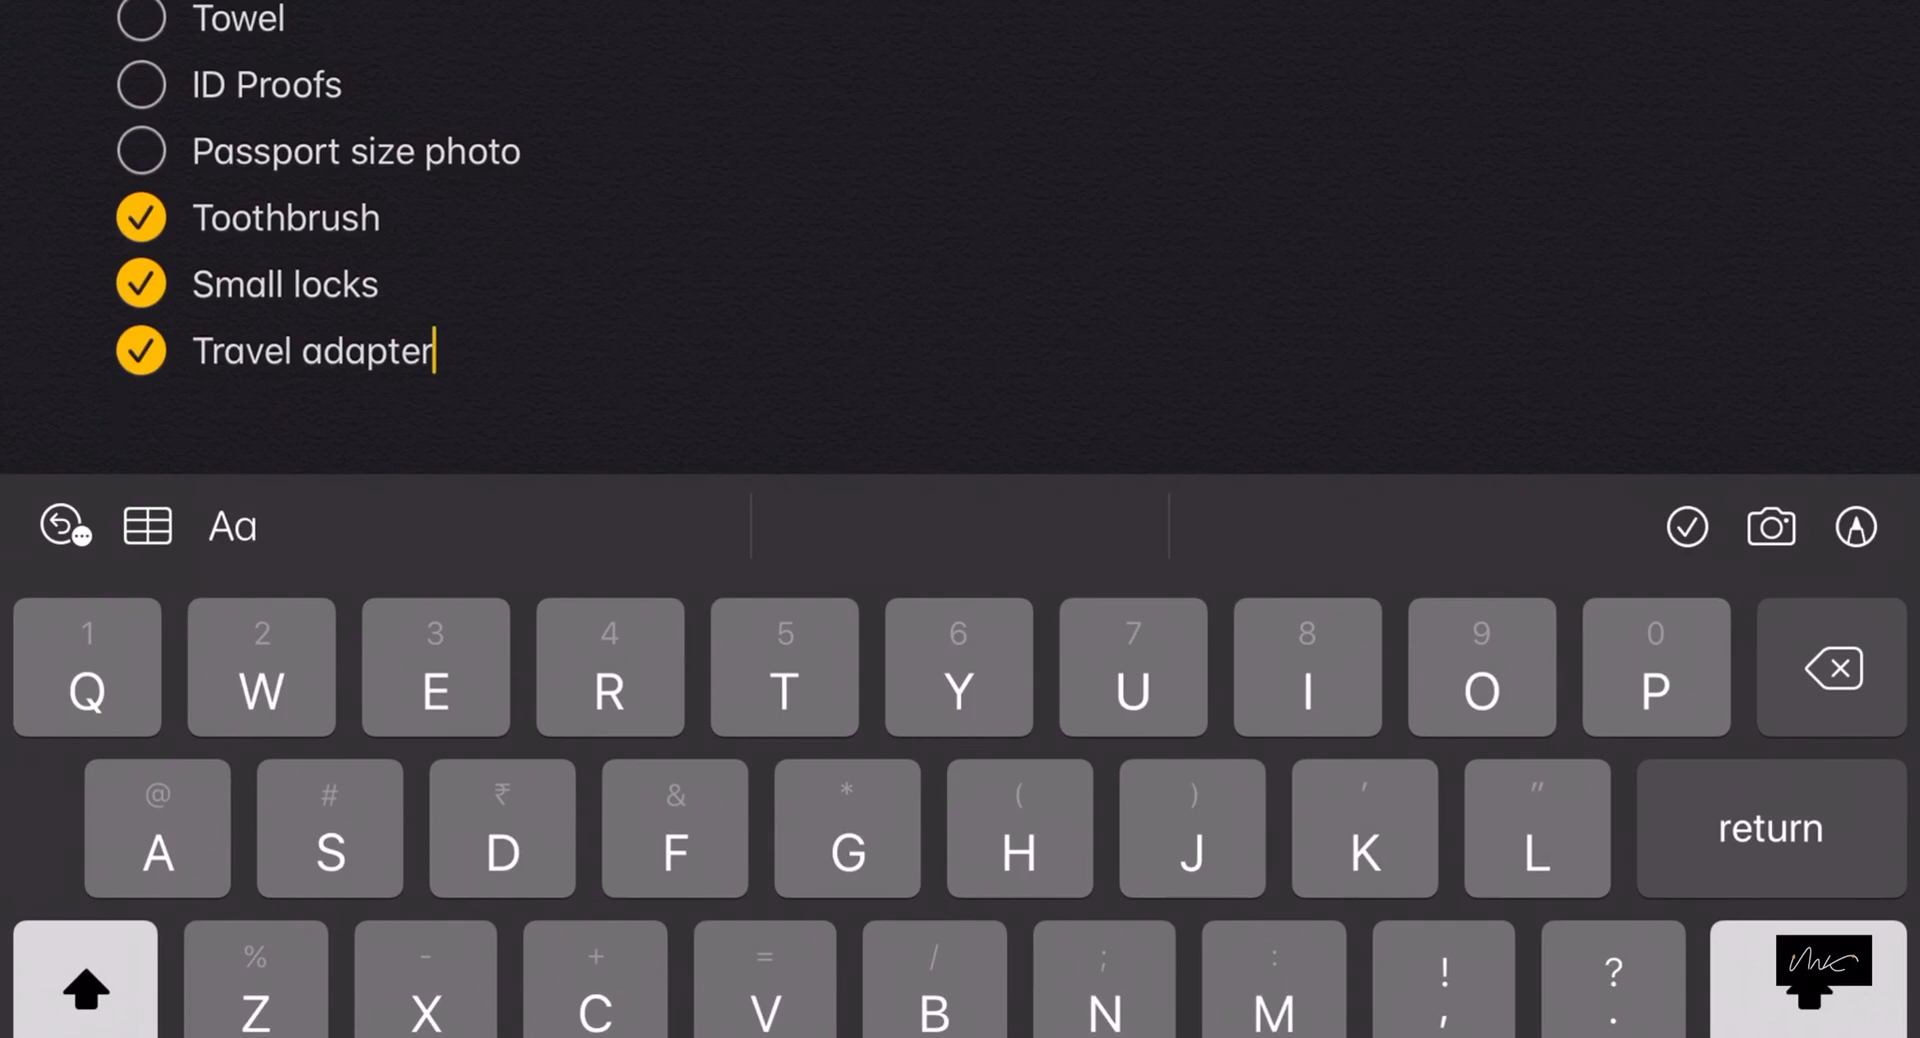 Towel
ID Proofs
Passport size photo
Toothbrush
Small locks
Travel adapter
Aa
1 2 3 4 5 6 7 8 9 0
Q W E R T Y U I O P
@ # ₹ & * ( ) ' "
A S D F G H J K L return
% - + = / ; : ! ?
Z X C V B N M , .